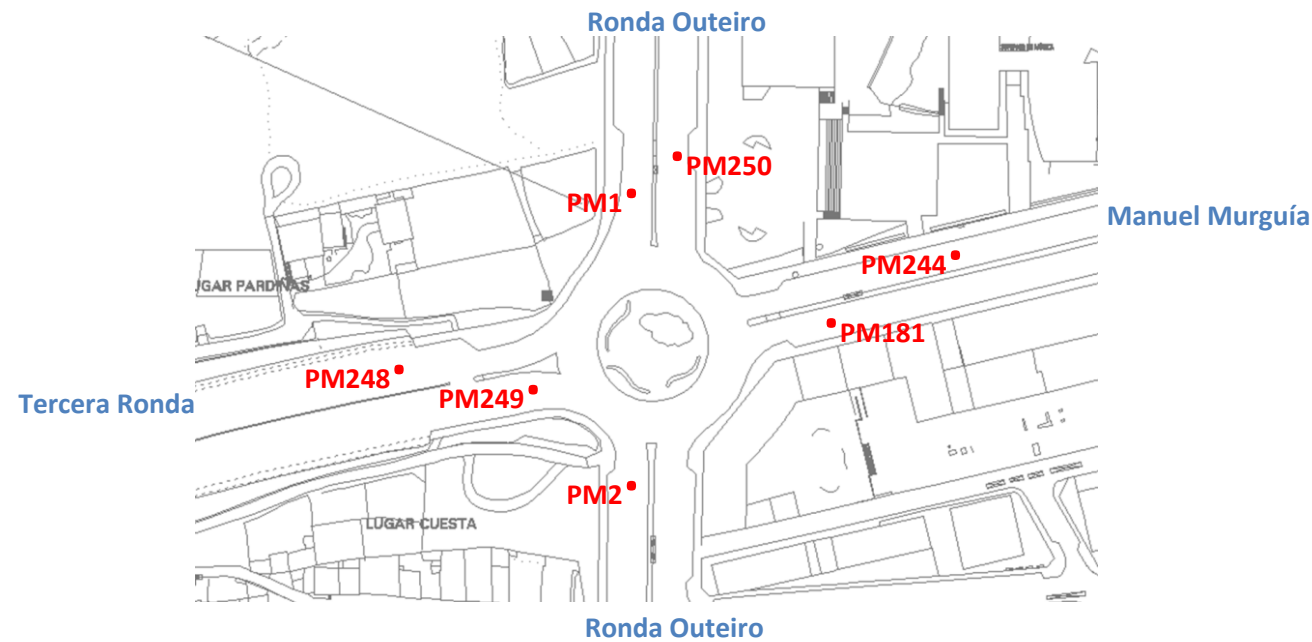 Ronda Outeiro
PM250
PM1
Manuel Murguía
PM244
PM181
LUGAR CUESTA
PM248
PM249
Tercera Ronda
PM2
UGAR PARDIÑAS
Ronda Outeiro